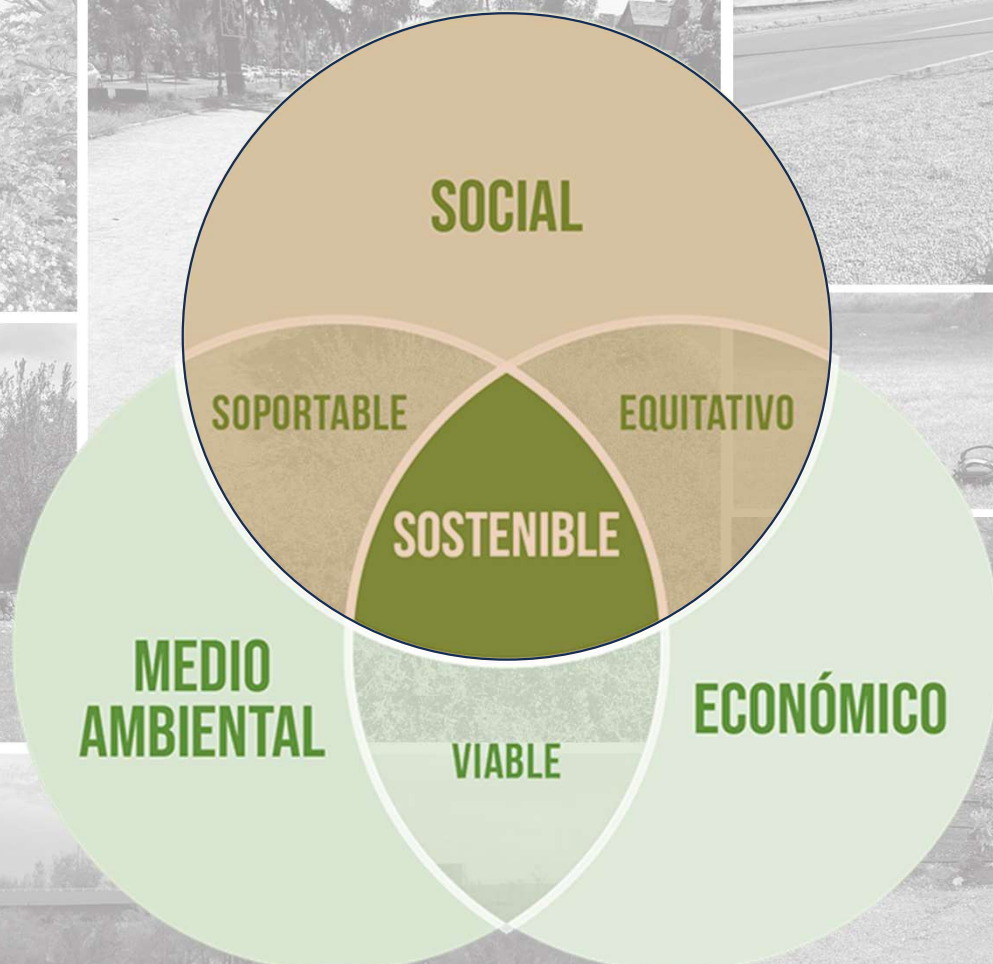 SOCIAL
SOPORTABLE
EQUITATIVO
SOSTENIBLE
MEDIO
AMBIENTAL
ECONÓMICO
VIABLE